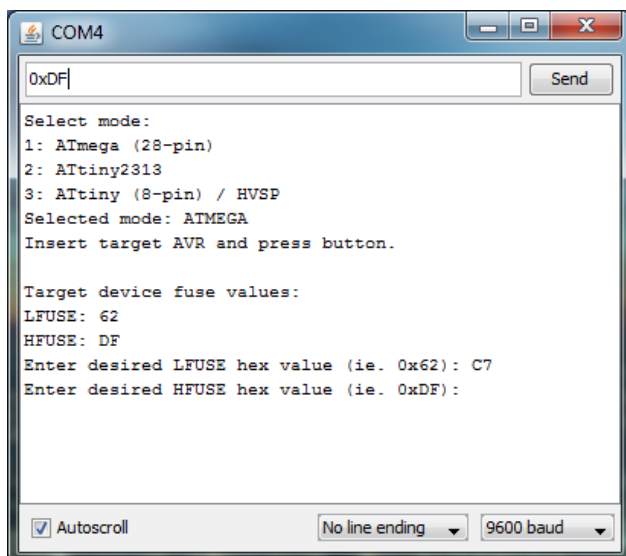 COM4
0xDF
Send
Select mode:
1: ATmega (28-pin)
2: ATtiny2313
3: ATtiny (8-pin) / HVSP
Selected mode: ATMEGA
Insert target AVR and press button.
Target device fuse values:
LFUSE: 62
HFUSE: DF
Enter desired LFUSE hex value (ie. 0x62): C7
Enter desired HFUSE hex value (ie. 0xDF):
Autoscroll
No line ending
9600 baud